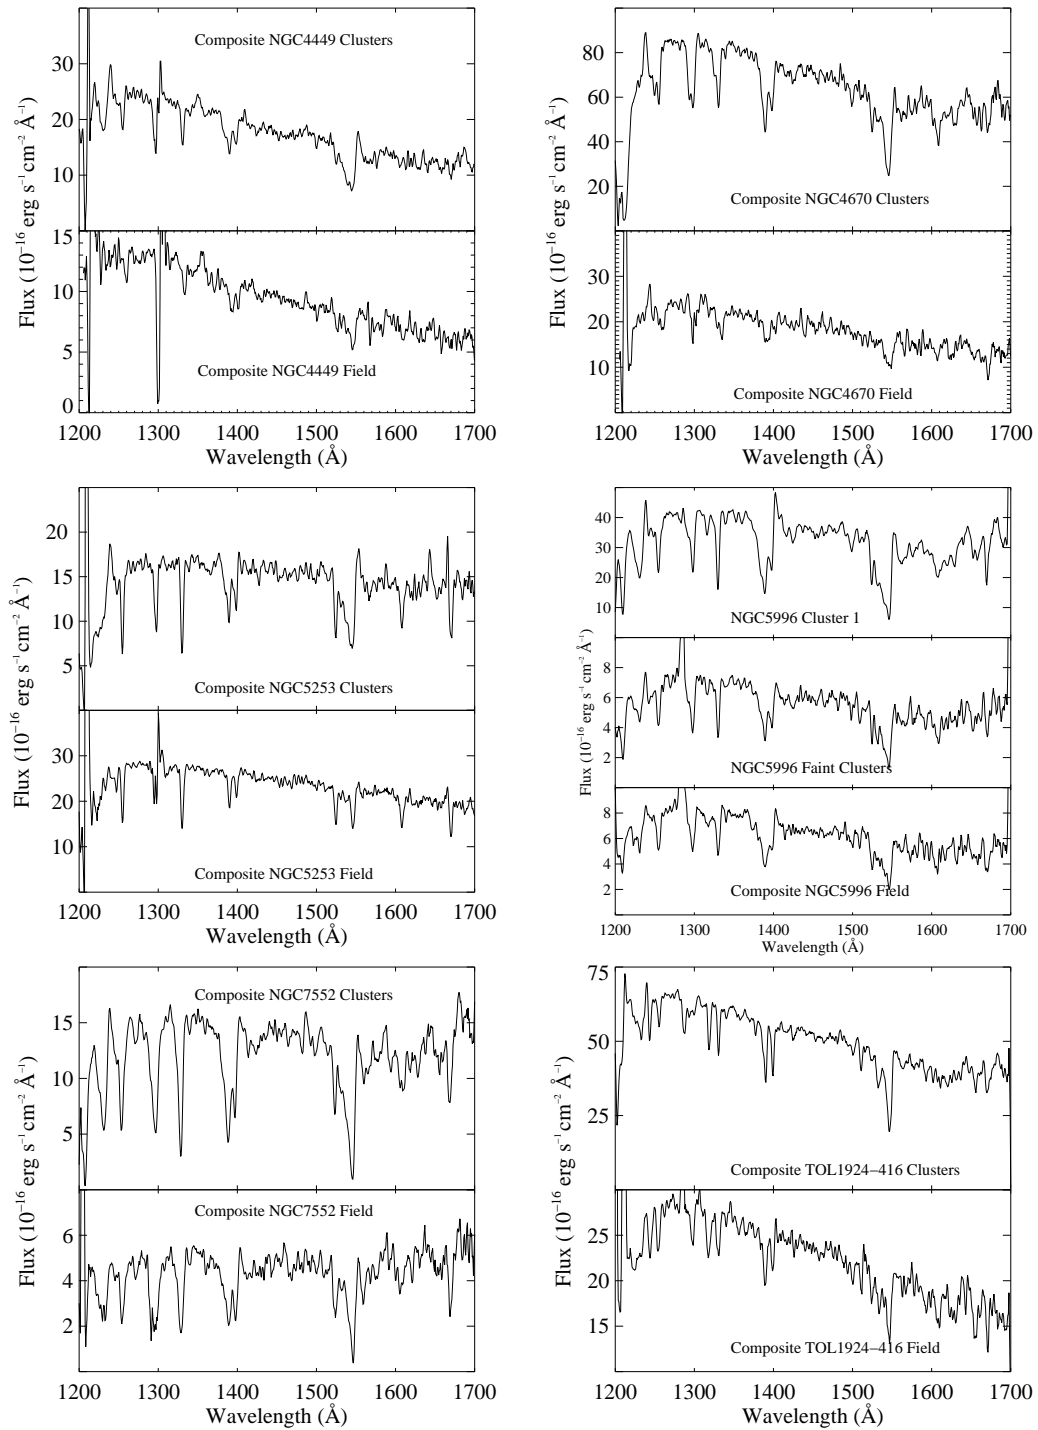 Composite NGC4449 Clusters
30
20
10
Flux (10⁻¹⁶ erg s⁻¹ cm⁻² Å⁻¹)
15
10
5
0
Composite NGC4449 Field
1200 1300 1400 1500 1600 1700
Wavelength (Å)
80
60
40
20
Composite NGC4670 Clusters
Flux (10⁻¹⁶ erg s⁻¹ cm⁻² Å⁻¹)
30
20
10
Composite NGC4670 Field
1200 1300 1400 1500 1600 1700
Wavelength (Å)
20
15
10
5
Composite NGC5253 Clusters
Flux (10⁻¹⁶ erg s⁻¹ cm⁻² Å⁻¹)
30
20
10
Composite NGC5253 Field
1200 1300 1400 1500 1600 1700
Wavelength (Å)
40
30
20
10
NGC5996 Cluster 1
Flux (10⁻¹⁶ erg s⁻¹ cm⁻² Å⁻¹)
8
6
4
2
NGC5996 Faint Clusters
8
6
4
2
Composite NGC5996 Field
1200 1300 1400 1500 1600 1700
Wavelength (Å)
Composite NGC7552 Clusters
15
10
5
Flux (10⁻¹⁶ erg s⁻¹ cm⁻² Å⁻¹)
Composite NGC7552 Field
6
4
2
1200 1300 1400 1500 1600 1700
Wavelength (Å)
75
50
25
Composite TOL1924−416 Clusters
Flux (10⁻¹⁶ erg s⁻¹ cm⁻² Å⁻¹)
25
20
15
Composite TOL1924−416 Field
1200 1300 1400 1500 1600 1700
Wavelength (Å)